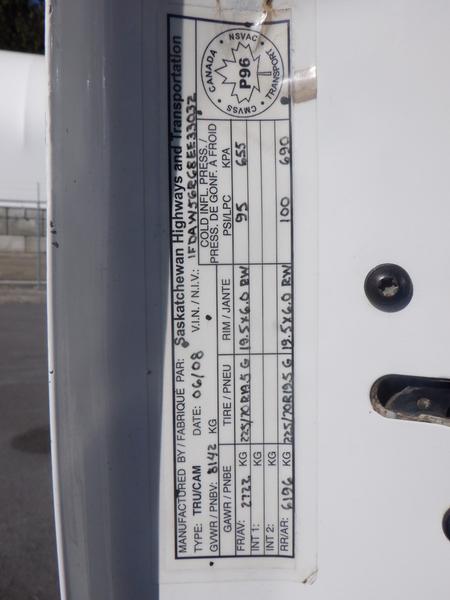 MANUFACTURED BY / FABRIQUÉ PAR: Saskatchewan Highways and Transportation
TYPE: TRU/CAM DATE: 06/08 V.I.N. / N.I.V.: 1FDAW56R6REE33032
GVWR / PNBV: 8142 KG
COLD INFL. PRESS. / PRESS. DE GONF. À FROID
GAWR / PNBE TIRE / PNEU RIM / JANTE PSI/LPC KPA
FR/AV: 2722 KG 225/70R19.5 G 19.5X6.0 RW 95 655
INT 1: KG
INT 2: KG
RR/AR: 6196 KG 225/70R19.5 G 19.5X6.0 RW 100 690
CANADA
NSVAC
TRANSPORT
CMVSS
P96